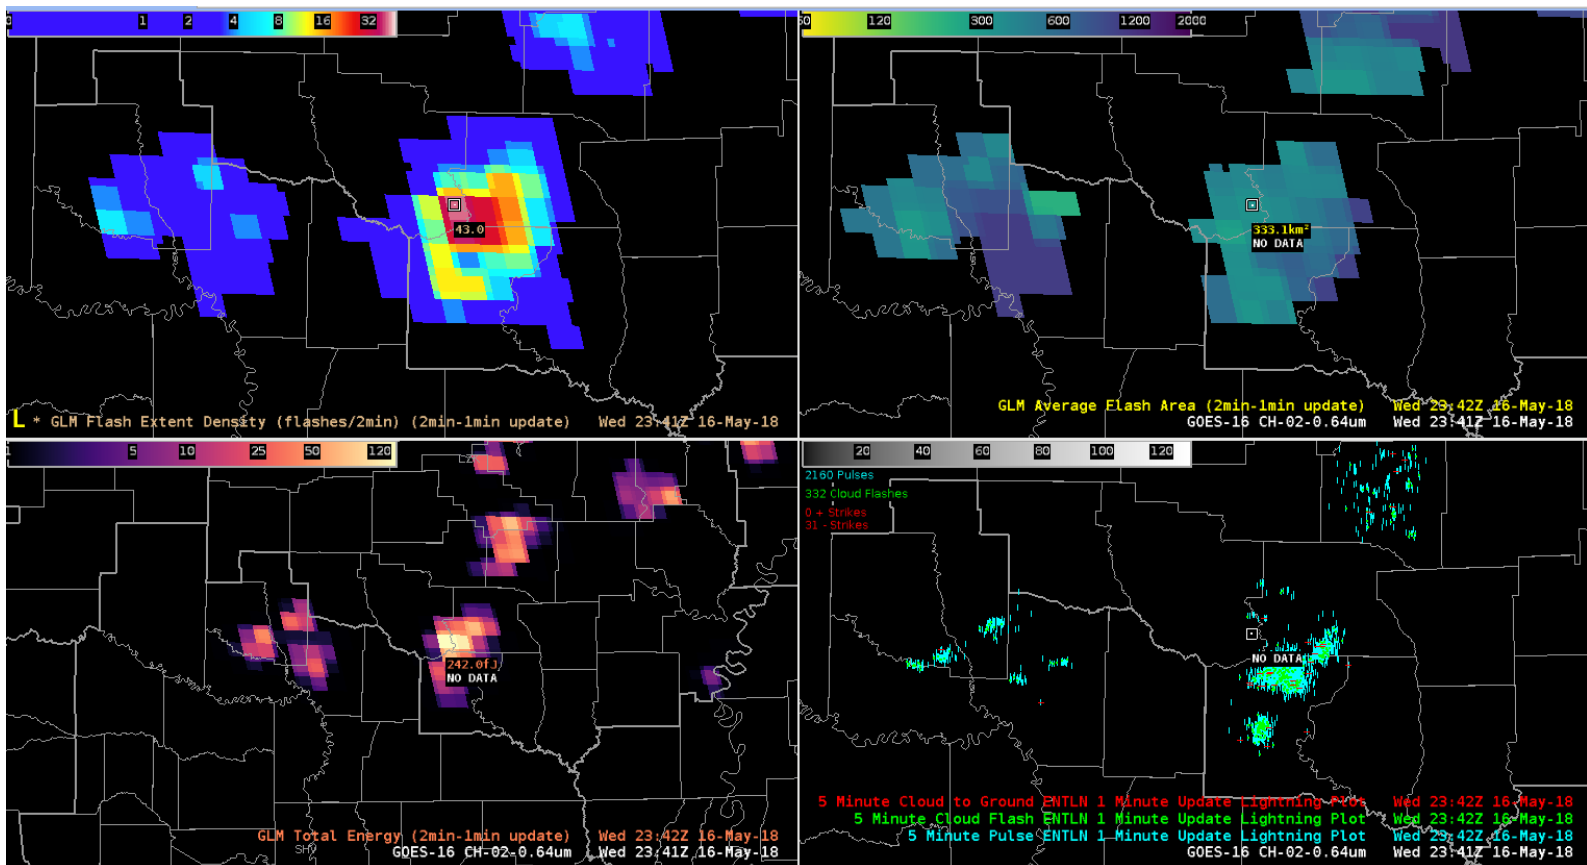 0 1 2 4 8 16 32
43.0
L * GLM Flash Extent Density (flashes/2min) (2min-1min update) Wed 23:41Z 16-May-18
60 120 300 600 1200 2000
333.1km²
NO DATA
GLM Average Flash Area (2min-1min update) Wed 23:42Z 16-May-18
GOES-16 CH-02-0.64um Wed 23:41Z 16-May-18
1 5 10 25 50 120
242.0fJ
NO DATA
GLM Total Energy (2min-1min update) Wed 23:42Z 16-May-18
GOES-16 CH-02-0.64um Wed 23:41Z 16-May-18
20 40 60 80 100 120
2160 Pulses
332 Cloud Flashes
0 + Strikes
31 - Strikes
NO DATA
5 Minute Cloud to Ground ENTLN 1 Minute Update Lightning Plot Wed 23:42Z 16-May-18
5 Minute Cloud Flash ENTLN 1 Minute Update Lightning Plot Wed 23:42Z 16-May-18
5 Minute Pulse ENTLN 1 Minute Update Lightning Plot Wed 23:42Z 16-May-18
GOES-16 CH-02-0.64um Wed 23:41Z 16-May-18